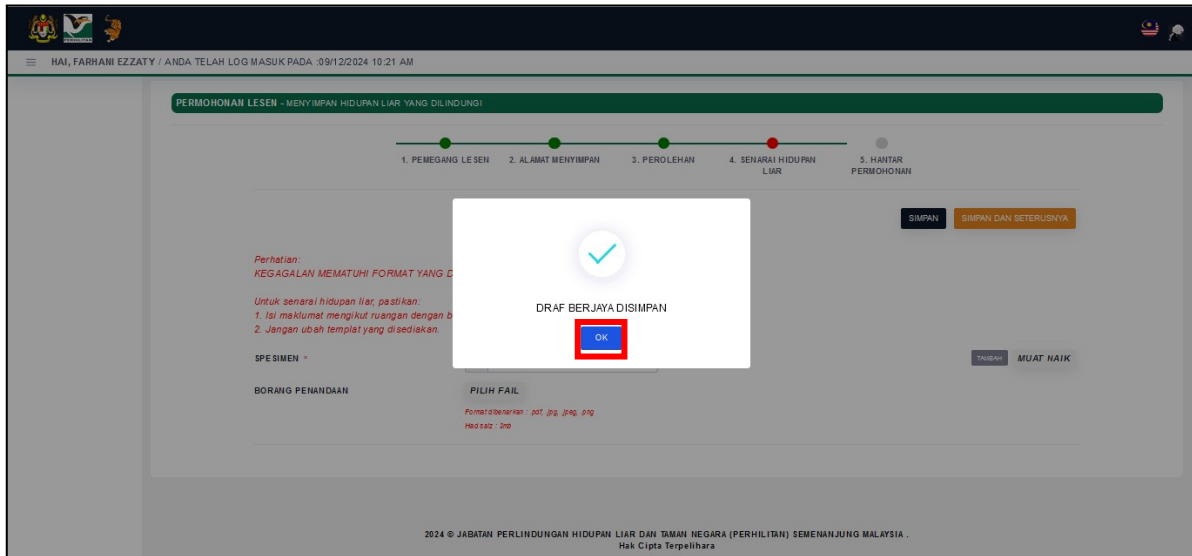 PERHILITAN
HAI, FARHANI EZZATY / ANDA TELAH LOG MASUK PADA :09/12/2024 10:21 AM
PERMOHONAN LESEN - MENYIMPAN HIDUPAN LIAR YANG DILINDUNGI
1. PEMEGANG LESEN 2. ALAMAT MENYIMPAN 3. PEROLEHAN 4. SENARAI HIDUPAN LIAR 5. HANTAR PERMOHONAN
SIMPAN SIMPAN DAN SETERUSNYA
Perhatian:
KEGAGALAN MEMATUHI FORMAT YANG D
Untuk senarai hidupan liar, pastikan:
1. Isi maklumat mengikut ruangan dengan b
2. Jangan ubah templat yang disediakan.
DRAF BERJAYA DISIMPAN
OK
SPESIMEN * TAMBAH MUAT NAIK
BORANG PENANDAAN PILIH FAIL
Format dibenarkan : pdf, jpg, jpeg, png
Had saiz : 2mb
2024 © JABATAN PERLINDUNGAN HIDUPAN LIAR DAN TAMAN NEGARA (PERHILITAN) SEMENANJUNG MALAYSIA .
Hak Cipta Terpelihara